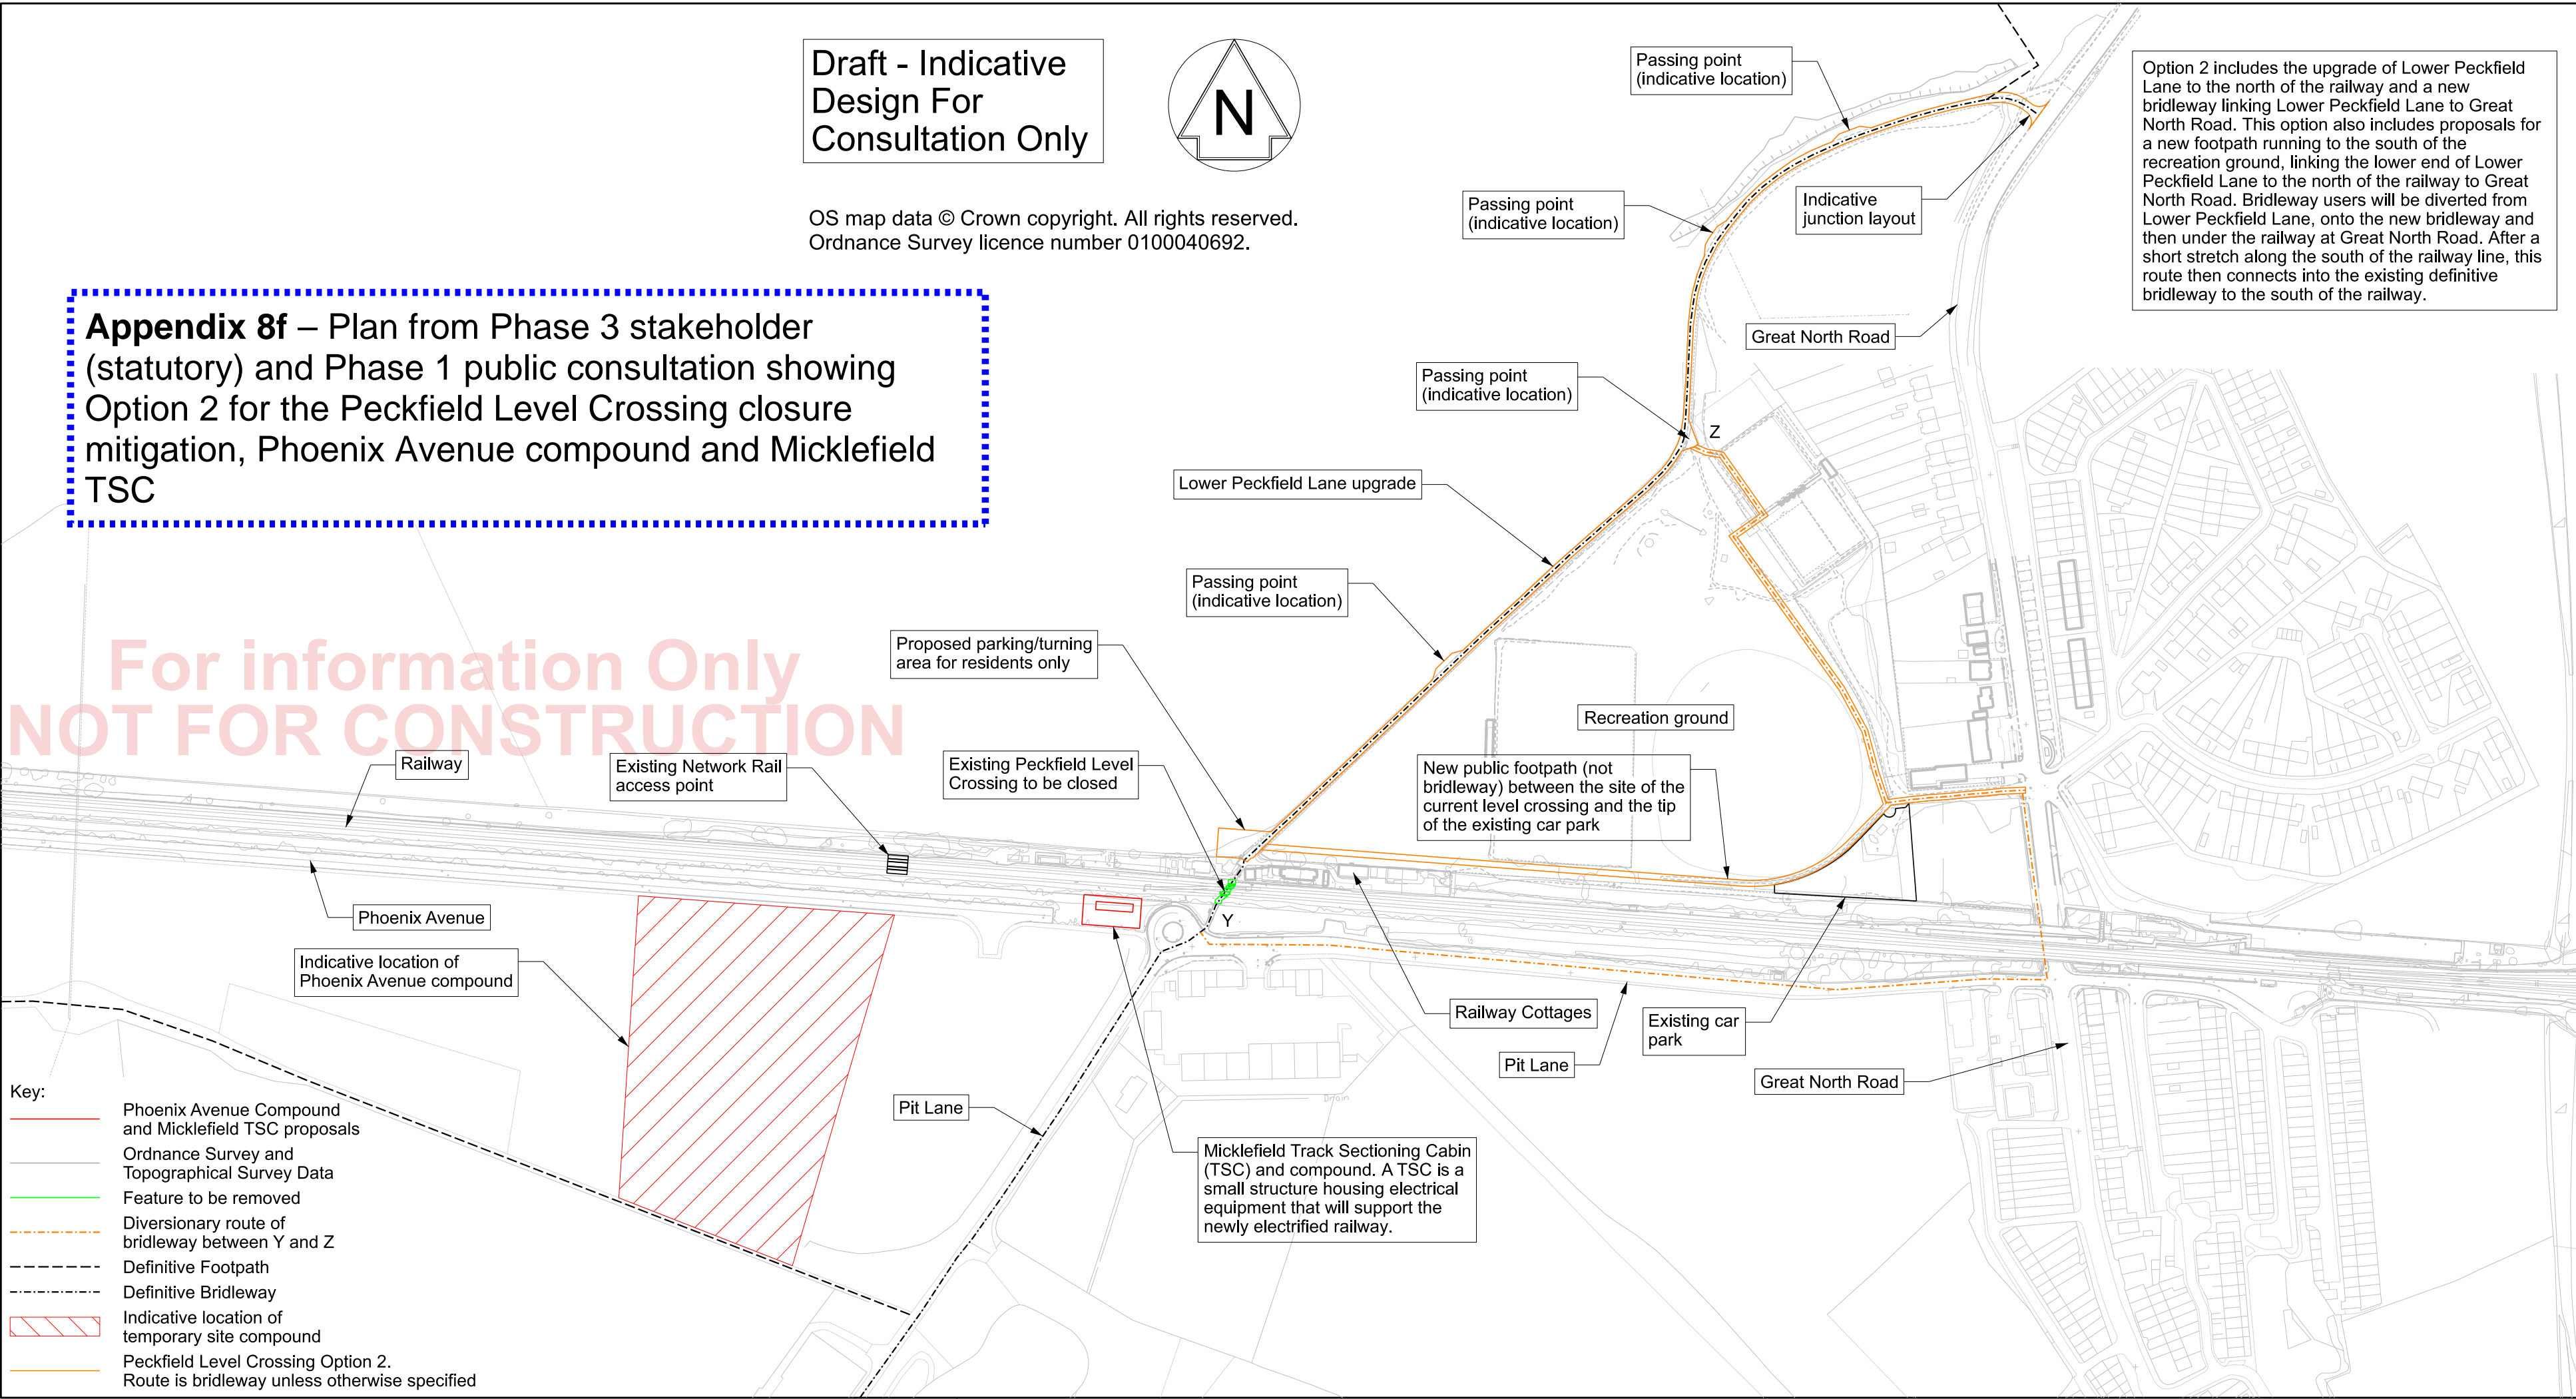 Draft - Indicative
Design For
Consultation Only
N
OS map data © Crown copyright. All rights reserved.
Ordnance Survey licence number 0100040692.
Appendix 8f – Plan from Phase 3 stakeholder
(statutory) and Phase 1 public consultation showing
Option 2 for the Peckfield Level Crossing closure
mitigation, Phoenix Avenue compound and Micklefield
TSC
Option 2 includes the upgrade of Lower Peckfield
Lane to the north of the railway and a new
bridleway linking Lower Peckfield Lane to Great
North Road. This option also includes proposals for
a new footpath running to the south of the
recreation ground, linking the lower end of Lower
Peckfield Lane to the north of the railway to Great
North Road. Bridleway users will be diverted from
Lower Peckfield Lane, onto the new bridleway and
then under the railway at Great North Road. After a
short stretch along the south of the railway line, this
route then connects into the existing definitive
bridleway to the south of the railway.
Passing point
(indicative location)
Passing point
(indicative location)
Indicative
junction layout
Great North Road
Passing point
(indicative location)
Z
Lower Peckfield Lane upgrade
Passing point
(indicative location)
Proposed parking/turning
area for residents only
For information Only
NOT FOR CONSTRUCTION
Recreation ground
Railway
Existing Network Rail
access point
Existing Peckfield Level
Crossing to be closed
New public footpath (not
bridleway) between the site of the
current level crossing and the tip
of the existing car park
Phoenix Avenue
Y
Indicative location of
Phoenix Avenue compound
Railway Cottages
Existing car
park
Pit Lane
Great North Road
Pit Lane
Drain
Micklefield Track Sectioning Cabin
(TSC) and compound. A TSC is a
small structure housing electrical
equipment that will support the
newly electrified railway.
Key:
Phoenix Avenue Compound
and Micklefield TSC proposals
Ordnance Survey and
Topographical Survey Data
Feature to be removed
Diversionary route of
bridleway between Y and Z
Definitive Footpath
Definitive Bridleway
Indicative location of
temporary site compound
Peckfield Level Crossing Option 2.
Route is bridleway unless otherwise specified